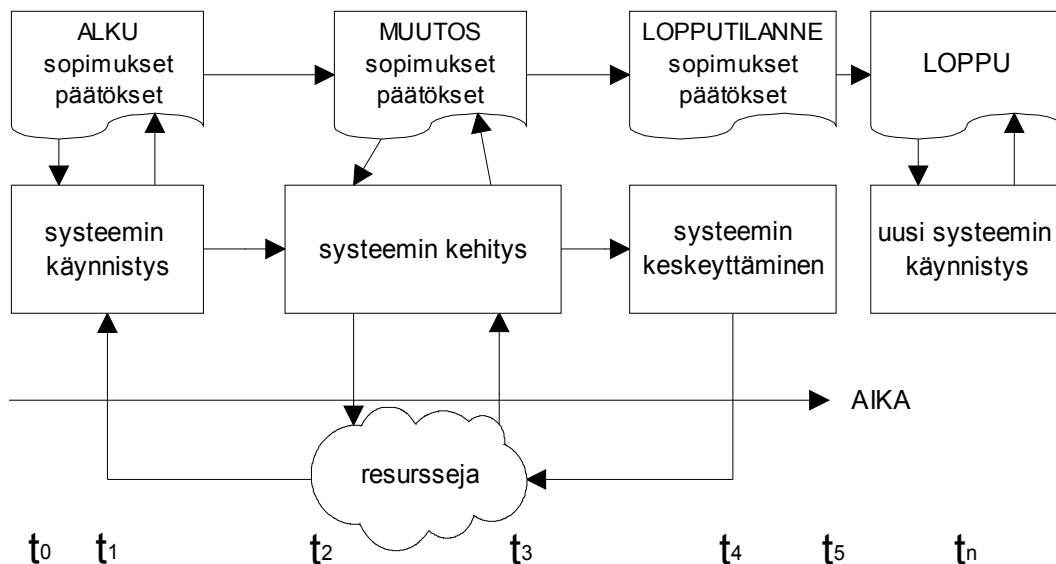 ALKU
sopimukset
päätökset
MUUTOS
sopimukset
päätökset
LOPPUTILANNE
sopimukset
päätökset
LOPPU
systeemin
käynnistys
systeemin kehitys
systeemin
keskeyttäminen
uusi systeemin
käynnistys
AIKA
resursseja
t0 t1 t2 t3 t4 t5 tn